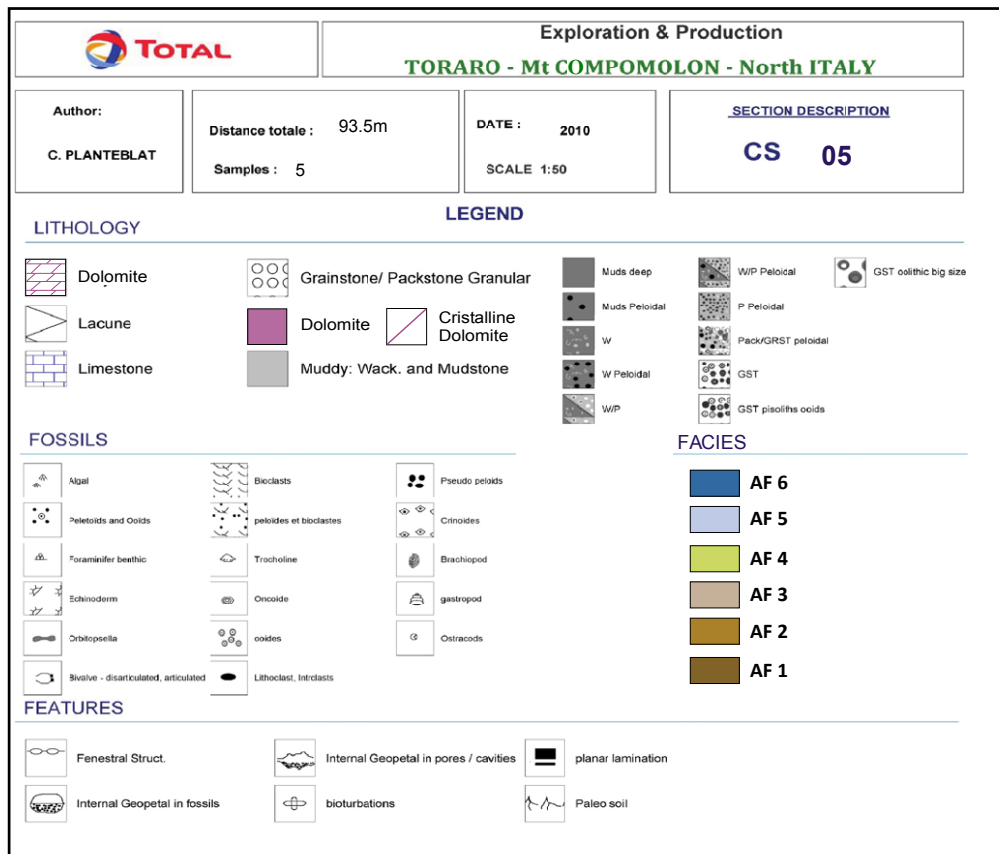 TOTAL
Exploration & Production
TORARO - Mt COMPOMOLON - North ITALY
Author:
C. PLANTEBLAT
Distance totale : 93.5m
Samples : 5
DATE : 2010
SCALE 1:50
SECTION DESCRIPTION
CS 05
LEGEND
LITHOLOGY
Dolomite
Lacune
Limestone
Grainstone/ Packstone Granular
Dolomite
Cristalline
Dolomite
Muddy: Wack. and Mudstone
Muds deep
Muds Peloidal
W
W Peloidal
W/P
W/P Peloidal
P Peloidal
Pack/GRST peloidal
GST
GST pisoliths ooids
GST oolithic big size
FOSSILS
Algal
Peletoïds and Ooïds
Foraminifer benthic
Echinoderm
Orbitopsella
Bivalve - disarticulated, articulated
Bioclasts
peloïdes et bioclastes
Trocholine
Oncoide
ooides
Lithoclast, Intrclasts
Pseudo peloids
Crinoides
Brachiopod
gastropod
Ostracods
FACIES
AF 6
AF 5
AF 4
AF 3
AF 2
AF 1
FEATURES
Fenestral Struct.
Internal Geopetal in fossils
Internal Geopetal in pores / cavities
bioturbations
planar lamination
Paleo soil